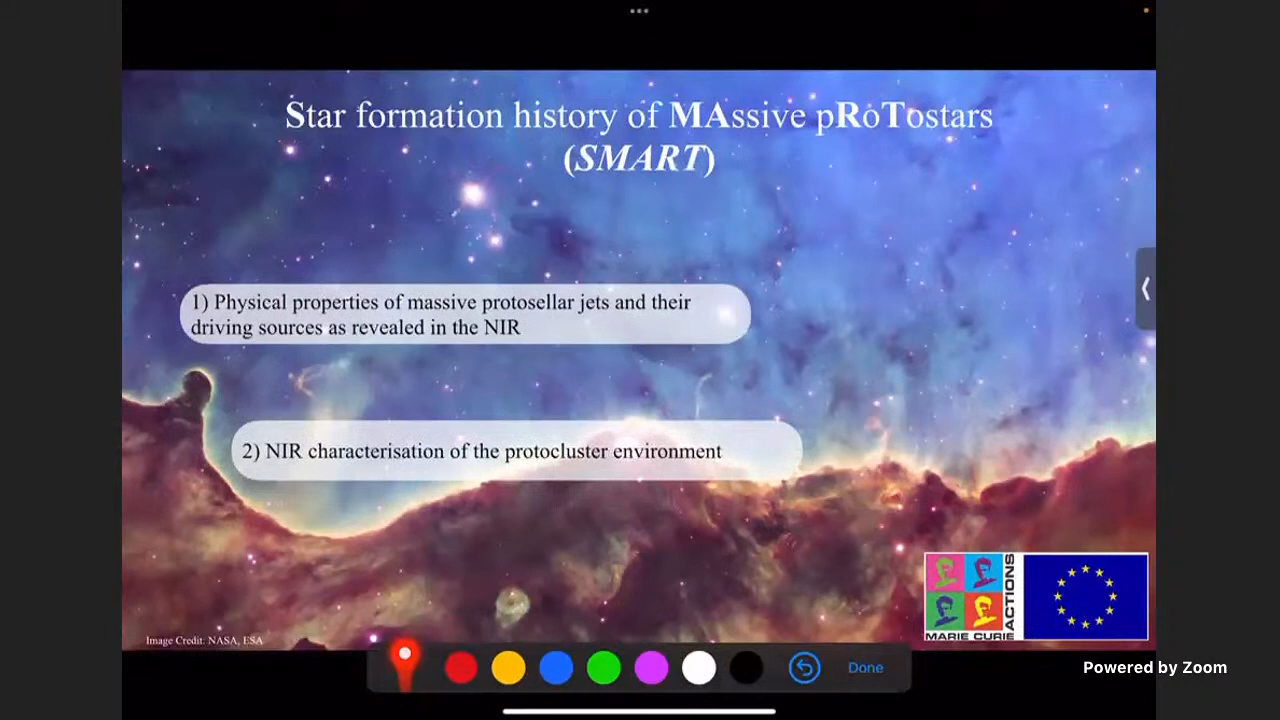 Star formation history of MAssive pRoTostars
(SMART)
1) Physical properties of massive protosellar jets and their
driving sources as revealed in the NIR
2) NIR characterisation of the protocluster environment
MARIE CURIE
ACTIONS
Image Credit: NASA, ESA
Done
Powered by Zoom